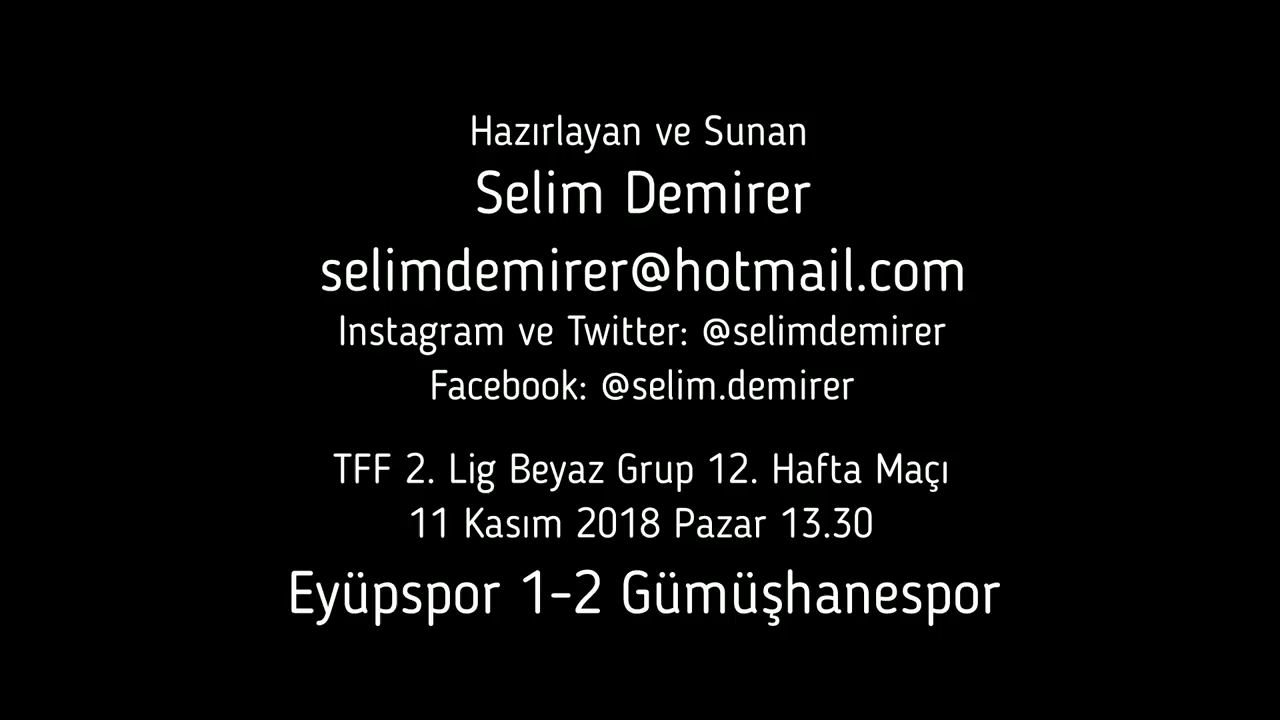 Hazırlayan ve Sunan
Selim Demirer
selimdemirer@hotmail.com
Instagram ve Twitter: @selimdemirer
Facebook: @selim.demirer
TFF 2. Lig Beyaz Grup 12. Hafta Maçı
11 Kasım 2018 Pazar 13.30
Eyüpspor 1-2 Gümüşhanespor